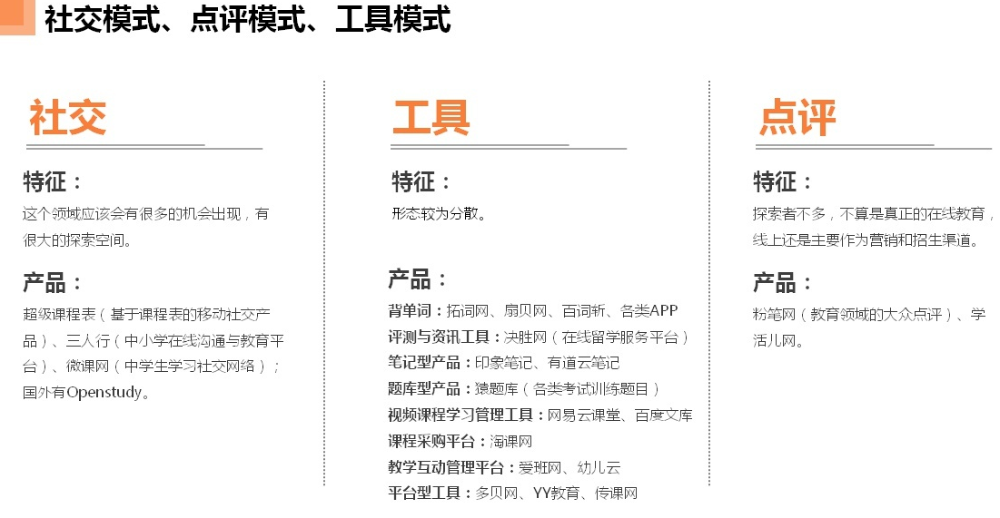 社交模式、点评模式、工具模式
社交
特征：
这个领域应该会有很多的机会出现，有
很大的探索空间。
产品：
超级课程表（基于课程表的移动社交产
品）、三人行（中小学在线沟通与教育平
台）、微课网（中学生学习社交网络）；
国外有Openstudy。
工具
特征：
形态较为分散。
产品：
背单词：拓词网、扇贝网、百词斩、各类APP
评测与资讯工具：决胜网（在线留学服务平台）
笔记型产品：印象笔记、有道云笔记
题库型产品：猿题库（各类考试训练题目）
视频课程学习管理工具：网易云课堂、百度文库
课程采购平台：淘课网
教学互动管理平台：爱班网、幼儿云
平台型工具：多贝网、YY教育、传课网
点评
特征：
探索者不多，不算是真正的在线教育，
线上还是主要作为营销和招生渠道。
产品：
粉笔网（教育领域的大众点评）、学
活儿网。